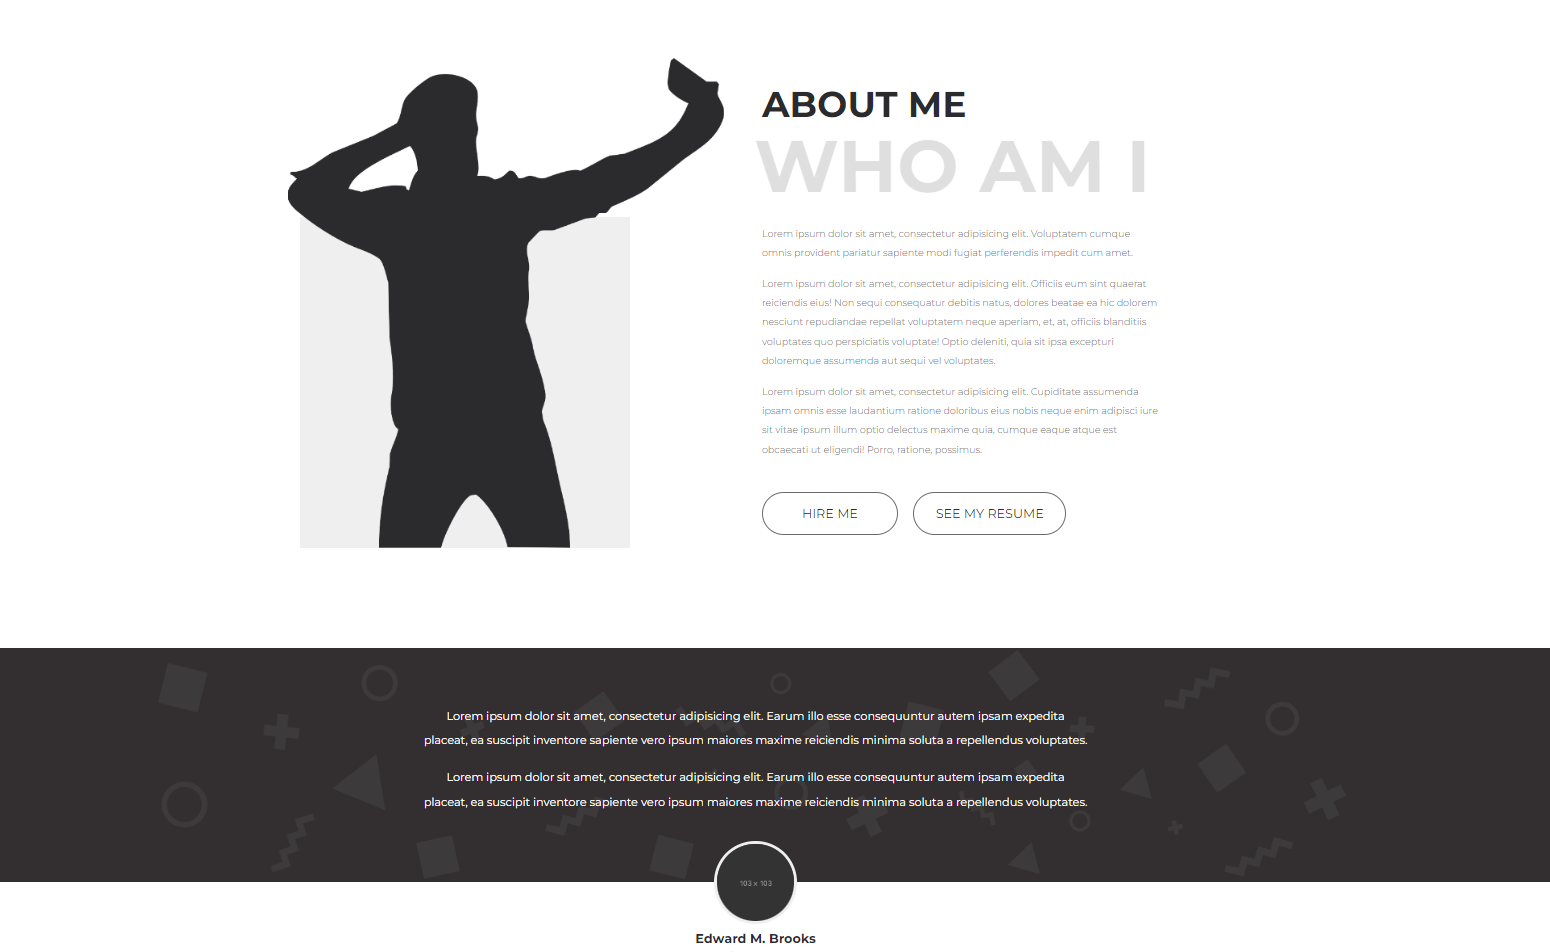 ABOUT ME
WHO AM I
Lorem ipsum dolor sit amet, consectetur adipisicing elit. Voluptatem cumque
omnis provident pariatur sapiente modi fugiat perferendis impedit cum amet.
Lorem ipsum dolor sit amet, consectetur adipisicing elit. Officiis eum sint quaerat
reiciendis eius! Non sequi consequatur debitis natus, dolores beatae ea hic dolorem
nesciunt repudiandae repellat voluptatem neque aperiam, et, at, officiis blanditiis
voluptates quo perspiciatis voluptate! Optio deleniti, quia sit ipsa excepturi
doloremque assumenda aut sequi vel voluptates.
Lorem ipsum dolor sit amet, consectetur adipisicing elit. Cupiditate assumenda
ipsam omnis esse laudantium ratione doloribus eius nobis neque enim adipisci iure
sit vitae ipsum illum optio delectus maxime quia, cumque eaque atque est
obcaecati ut eligendi! Porro, ratione, possimus.
HIRE ME
SEE MY RESUME
Lorem ipsum dolor sit amet, consectetur adipisicing elit. Earum illo esse consequuntur autem ipsam expedita
placeat, ea suscipit inventore sapiente vero ipsum maiores maxime reiciendis minima soluta a repellendus voluptates.
Lorem ipsum dolor sit amet, consectetur adipisicing elit. Earum illo esse consequuntur autem ipsam expedita
placeat, ea suscipit inventore sapiente vero ipsum maiores maxime reiciendis minima soluta a repellendus voluptates.
103 x 103
Edward M. Brooks